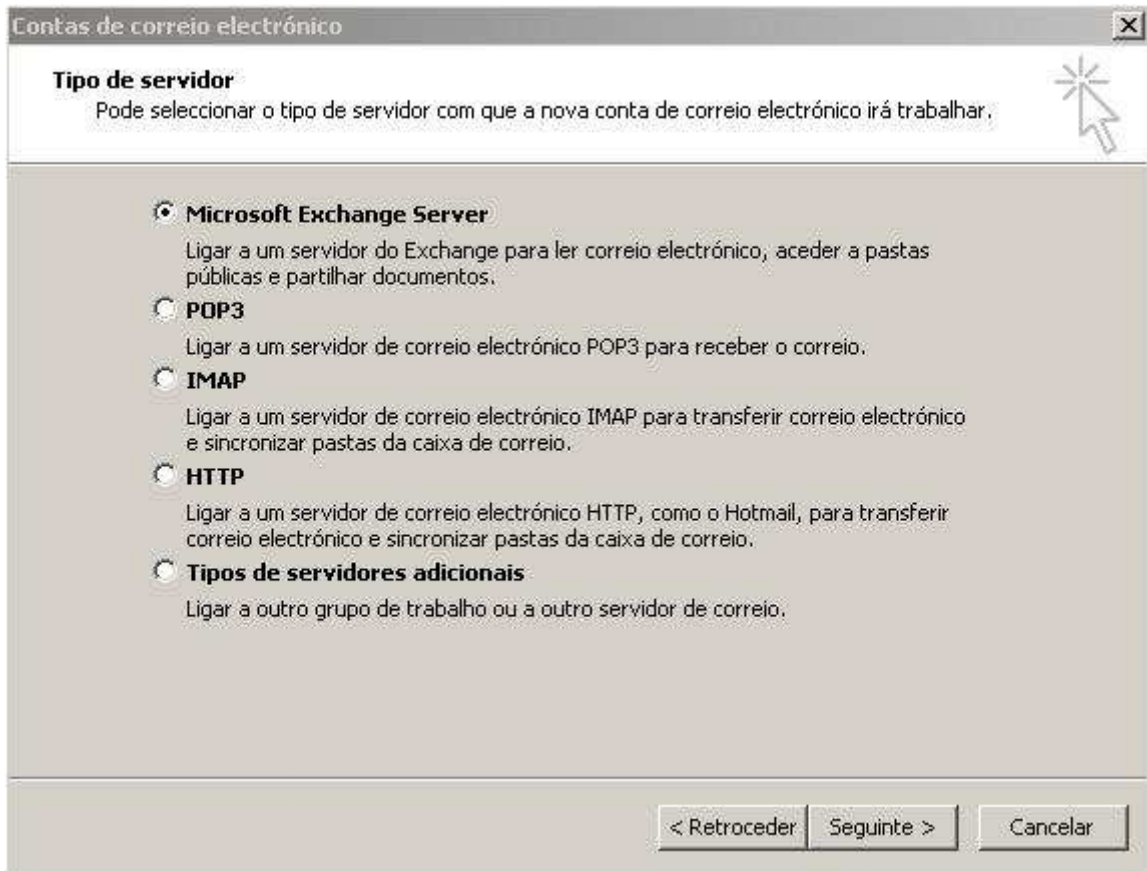 Contas de correio electrónico
Tipo de servidor
Pode seleccionar o tipo de servidor com que a nova conta de correio electrónico irá trabalhar.
Microsoft Exchange Server
Ligar a um servidor do Exchange para ler correio electrónico, aceder a pastas
públicas e partilhar documentos.
POP3
Ligar a um servidor de correio electrónico POP3 para receber o correio.
IMAP
Ligar a um servidor de correio electrónico IMAP para transferir correio electrónico
e sincronizar pastas da caixa de correio.
HTTP
Ligar a um servidor de correio electrónico HTTP, como o Hotmail, para transferir
correio electrónico e sincronizar pastas da caixa de correio.
Tipos de servidores adicionais
Ligar a outro grupo de trabalho ou a outro servidor de correio.
< Retroceder Seguinte > Cancelar